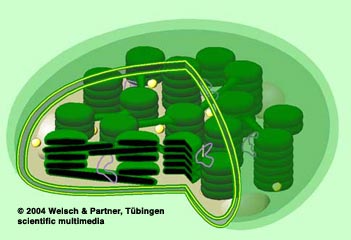 © 2004 Welsch & Partner, Tübingen
scientific multimedia